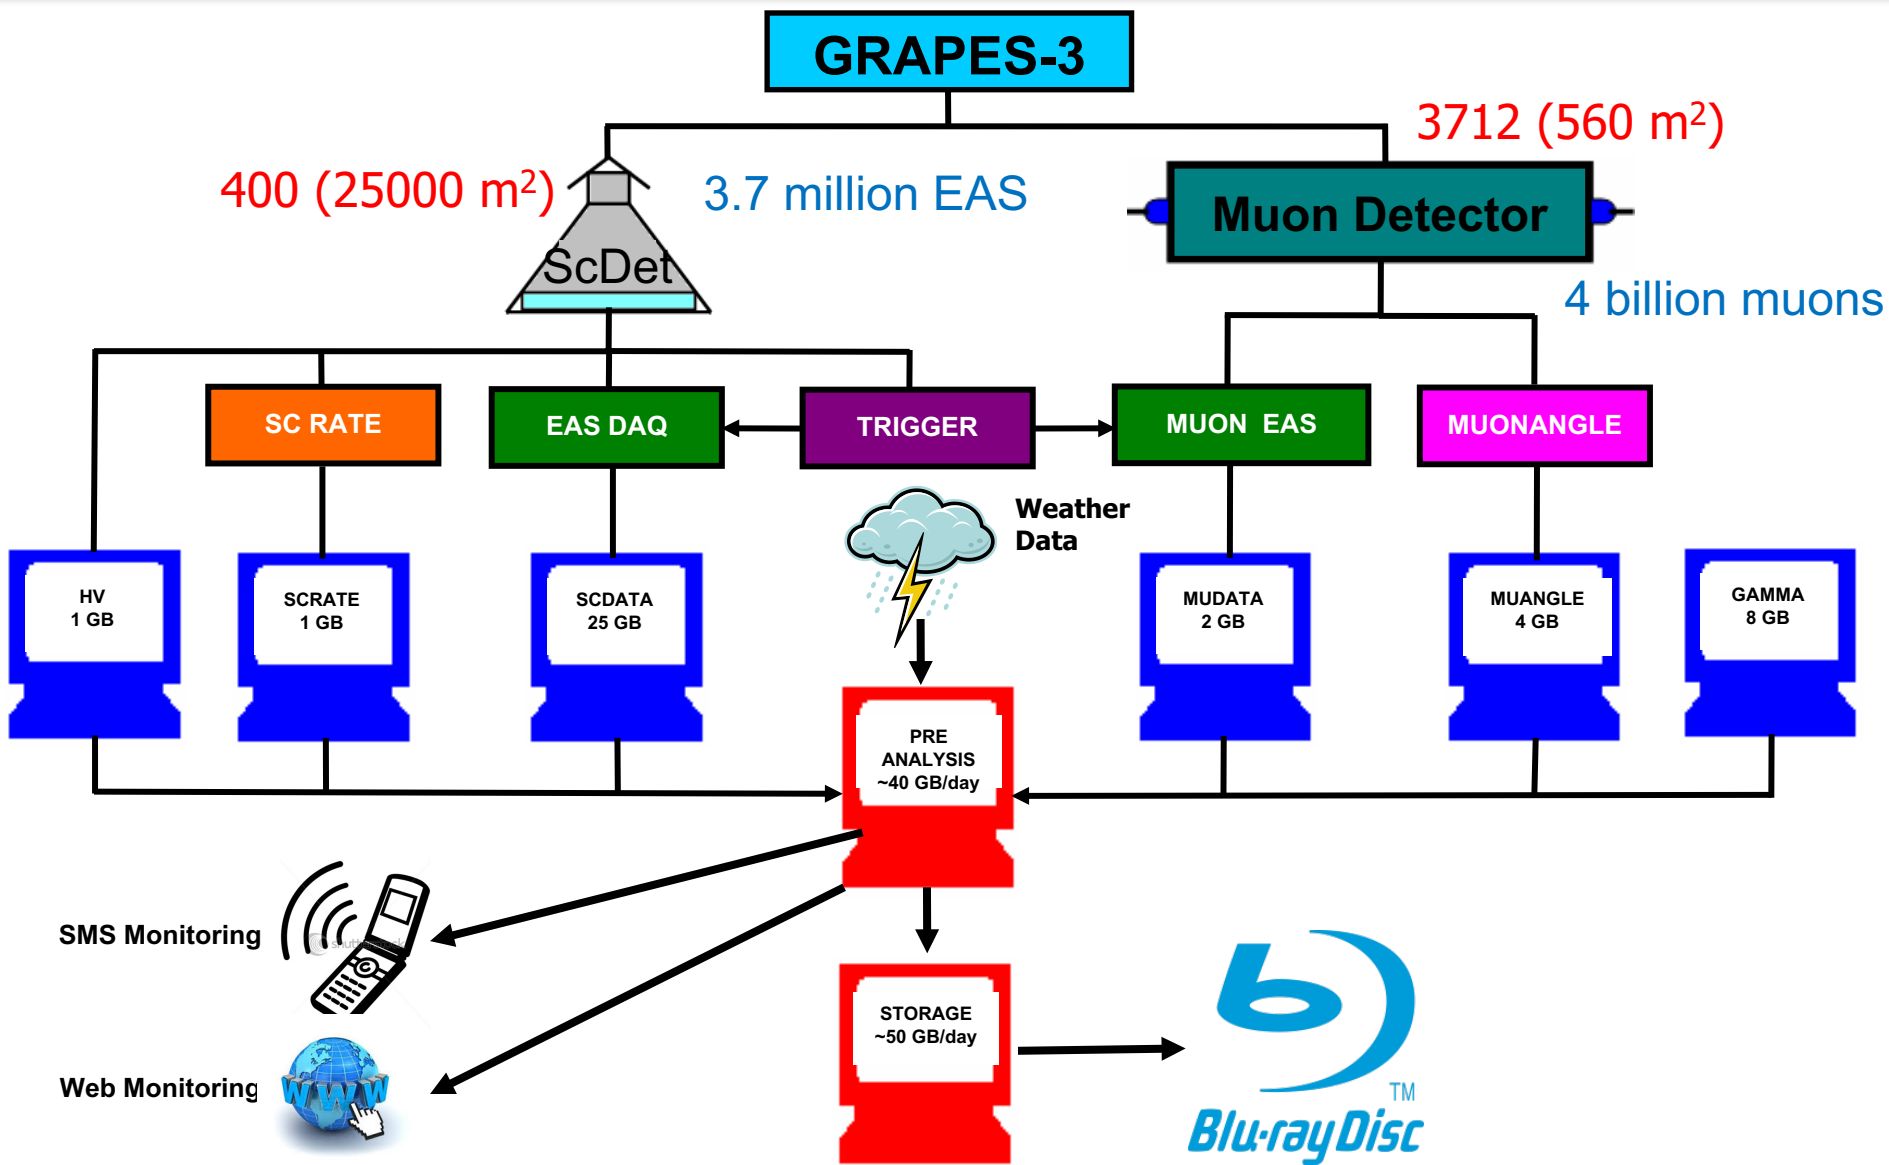 GRAPES-3
3712 (560 m²)
400 (25000 m²)
3.7 million EAS
Muon Detector
ScDet
4 billion muons
SC RATE
EAS DAQ
TRIGGER
MUON EAS
MUONANGLE
Weather
Data
HV
1 GB
SCRATE
1 GB
SCDATA
25 GB
MUDATA
2 GB
MUANGLE
4 GB
GAMMA
8 GB
PRE
ANALYSIS
~40 GB/day
SMS Monitoring
shutterstock
STORAGE
~50 GB/day
Web Monitoring
WWW
TM
Blu-ray Disc